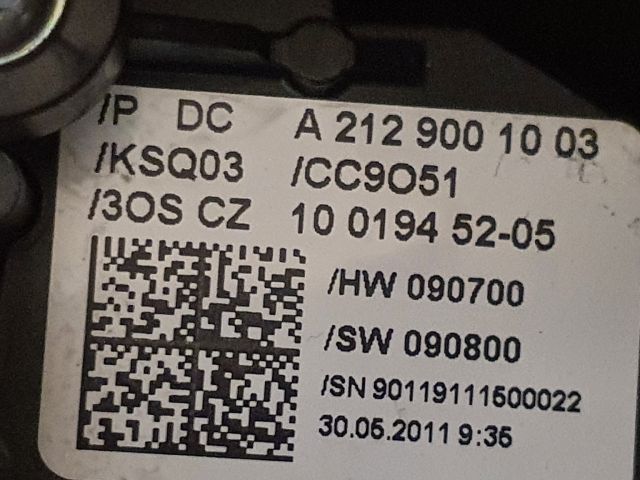 /P DC A 212 900 10 03
/KSQ03 /CC9O51
/3OS CZ 10 0194 52-05
/HW 090700
/SW 090800
/SN 90119111500022
30.05.2011 9:35